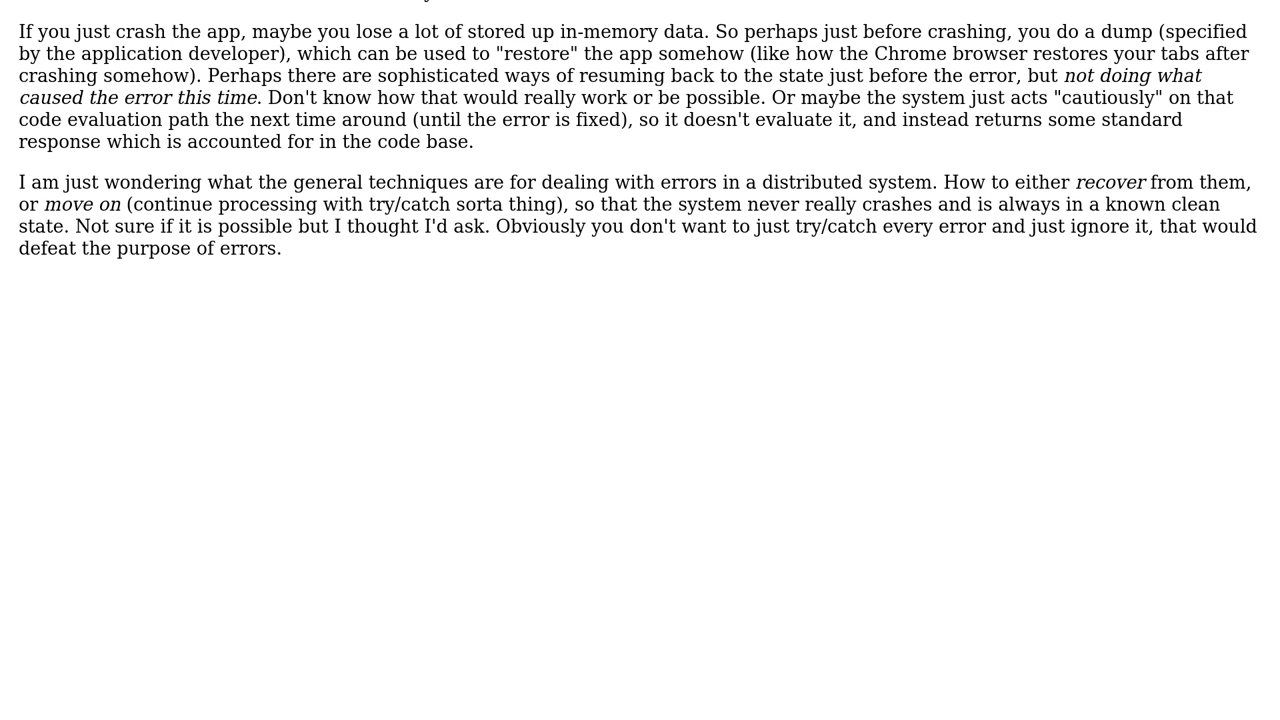 If you just crash the app, maybe you lose a lot of stored up in-memory data. So perhaps just before crashing, you do a dump (specified
by the application developer), which can be used to "restore" the app somehow (like how the Chrome browser restores your tabs after
crashing somehow). Perhaps there are sophisticated ways of resuming back to the state just before the error, but not doing what
caused the error this time. Don't know how that would really work or be possible. Or maybe the system just acts "cautiously" on that
code evaluation path the next time around (until the error is fixed), so it doesn't evaluate it, and instead returns some standard
response which is accounted for in the code base.
I am just wondering what the general techniques are for dealing with errors in a distributed system. How to either recover from them,
or move on (continue processing with try/catch sorta thing), so that the system never really crashes and is always in a known clean
state. Not sure if it is possible but I thought I'd ask. Obviously you don't want to just try/catch every error and just ignore it, that would
defeat the purpose of errors.